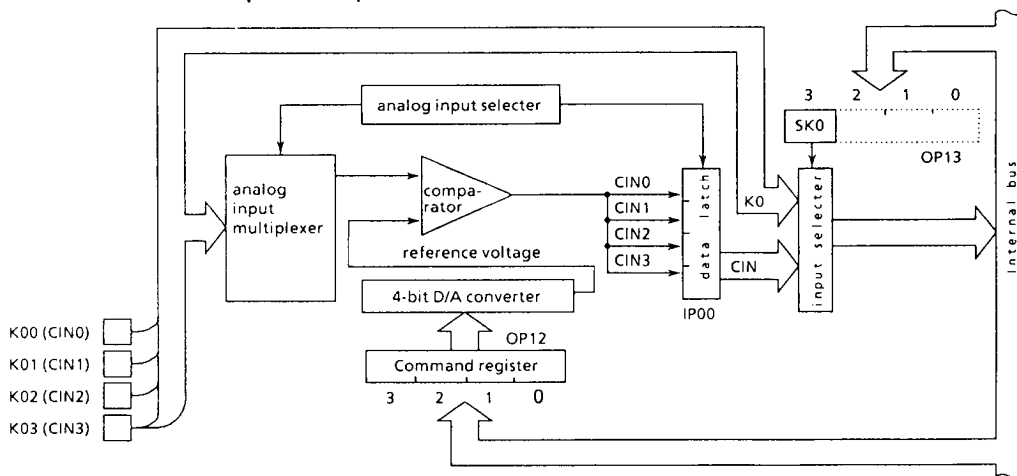 3 2 1 0
analog input selecter
SK0
OP13
analog
input
multiplexer
compa-
rator
CIN0
CIN1
CIN2
CIN3
data latch
K0
CIN
input selecter
Internal bus
reference voltage
4-bit D/A converter
IP00
OP12
K00 (CIN0)
K01 (CIN1)
K02 (CIN2)
K03 (CIN3)
Command register
3 2 1 0